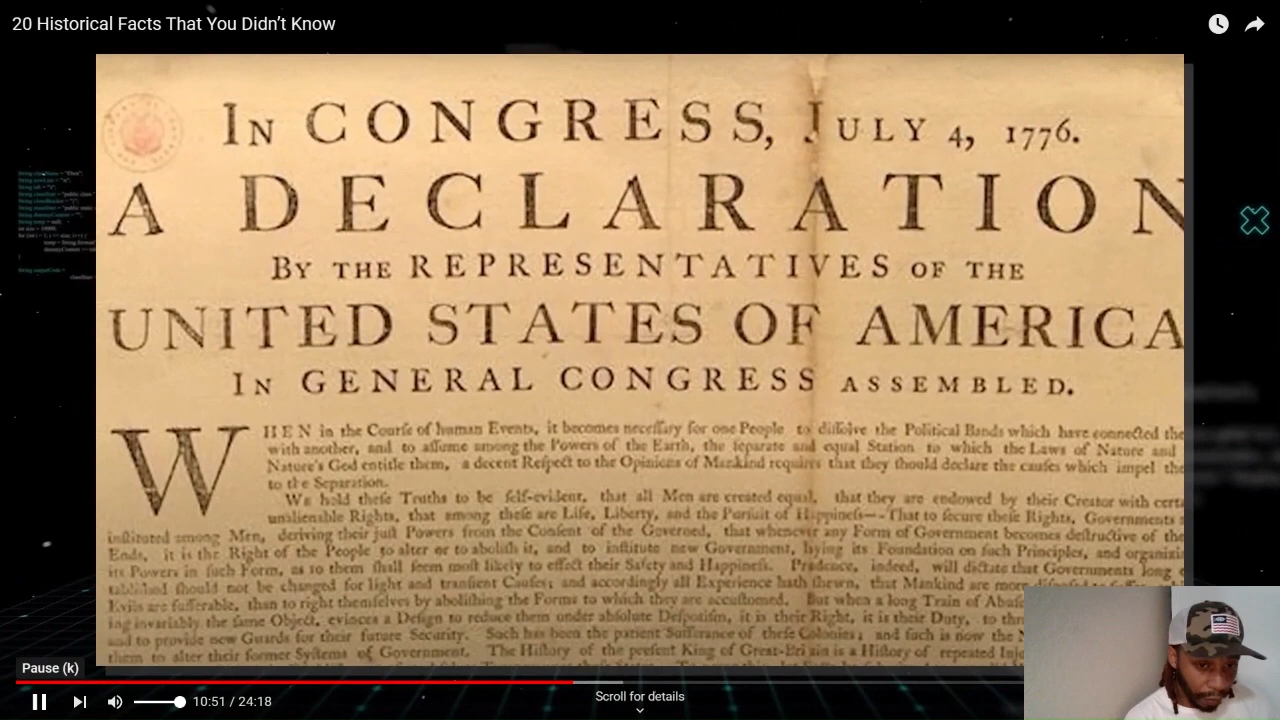 20 Historical Facts That You Didn’t Know
IN CONGRESS, JULY 4, 1776.
A DECLARATION
BY THE REPRESENTATIVES OF THE
UNITED STATES OF AMERICA
IN GENERAL CONGRESS ASSEMBLED.
WHEN in the Courſe of human Events, it becomes neceſſary for one People to diſſolve the Political Bands which have connected the
with another, and to aſſume among the Powers of the Earth, the ſeparate and equal Station to which the Laws of Nature and
Nature's God entitle them, a decent Reſpect to the Opinions of Mankind requires that they ſhould declare the cauſes which impel
to the Separation.
We hold theſe Truths to be ſelf-evident, that all Men are created equal, that they are endowed by their Creator with
unalienable Rights, that among theſe are Life, Liberty, and the Purſuit of Happineſs--That to ſecure theſe Rights, Governments
inſtituted among Men, deriving their juſt Powers from the Conſent of the Governed, that whenever any Form of Government becomes deſtructive of the
Ends, it is the Right of the People to alter or to aboliſh it, and to inſtitute new Government, laying its Foundation on ſuch Principles, and
its Powers in ſuch Form, as to them ſhall ſeem moſt likely to effect their Safety and Happineſs. Prudence, indeed, will dictate that Governments long
ſhould not be changed for light and tranſient Cauſes; and accordingly all Experience hath ſhewn, that Mankind are more
Evils are ſufferable, than to right themſelves by aboliſhing the Forms to which they are accuſtomed. But when a long Train of
ing invariably the ſame Object, evinces a Deſign to reduce them under abſolute Deſpotiſm, it is their Right, it is their Duty, to
and to provide new Guards for their future Security. Such has been the patient Sufferance of theſe Colonies; and ſuch is now the
them to alter their former Syſtems of Government. The Hiſtory of the preſent King of Great-Britain is a Hiſtory of repeated
Pause (k)
10:51 / 24:18
Scroll for details